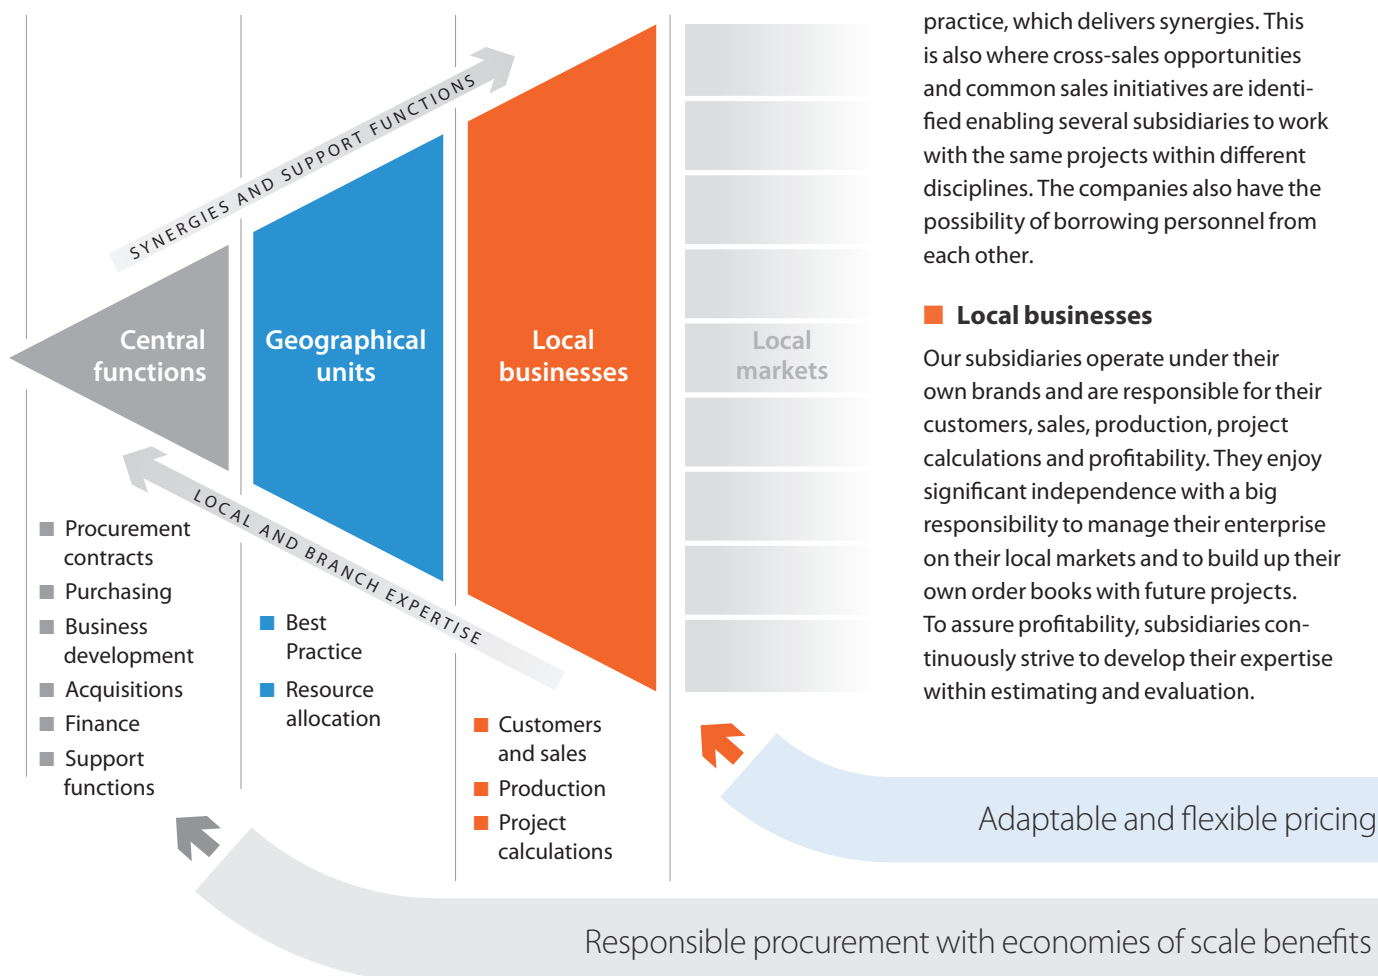 SYNERGIES AND SUPPORT FUNCTIONS
Central
functions
Geographical
units
Local
businesses
Local
markets
LOCAL AND BRANCH EXPERTISE
Procurement
contracts
Purchasing
Business
development
Acquisitions
Finance
Support
functions
Best
Practice
Resource
allocation
Customers
and sales
Production
Project
calculations
practice, which delivers synergies. This
is also where cross-sales opportunities
and common sales initiatives are identi-
fied enabling several subsidiaries to work
with the same projects within different
disciplines. The companies also have the
possibility of borrowing personnel from
each other.
Local businesses
Our subsidiaries operate under their
own brands and are responsible for their
customers, sales, production, project
calculations and profitability. They enjoy
significant independence with a big
responsibility to manage their enterprise
on their local markets and to build up their
own order books with future projects.
To assure profitability, subsidiaries con-
tinuously strive to develop their expertise
within estimating and evaluation.
Adaptable and flexible pricing
Responsible procurement with economies of scale benefits